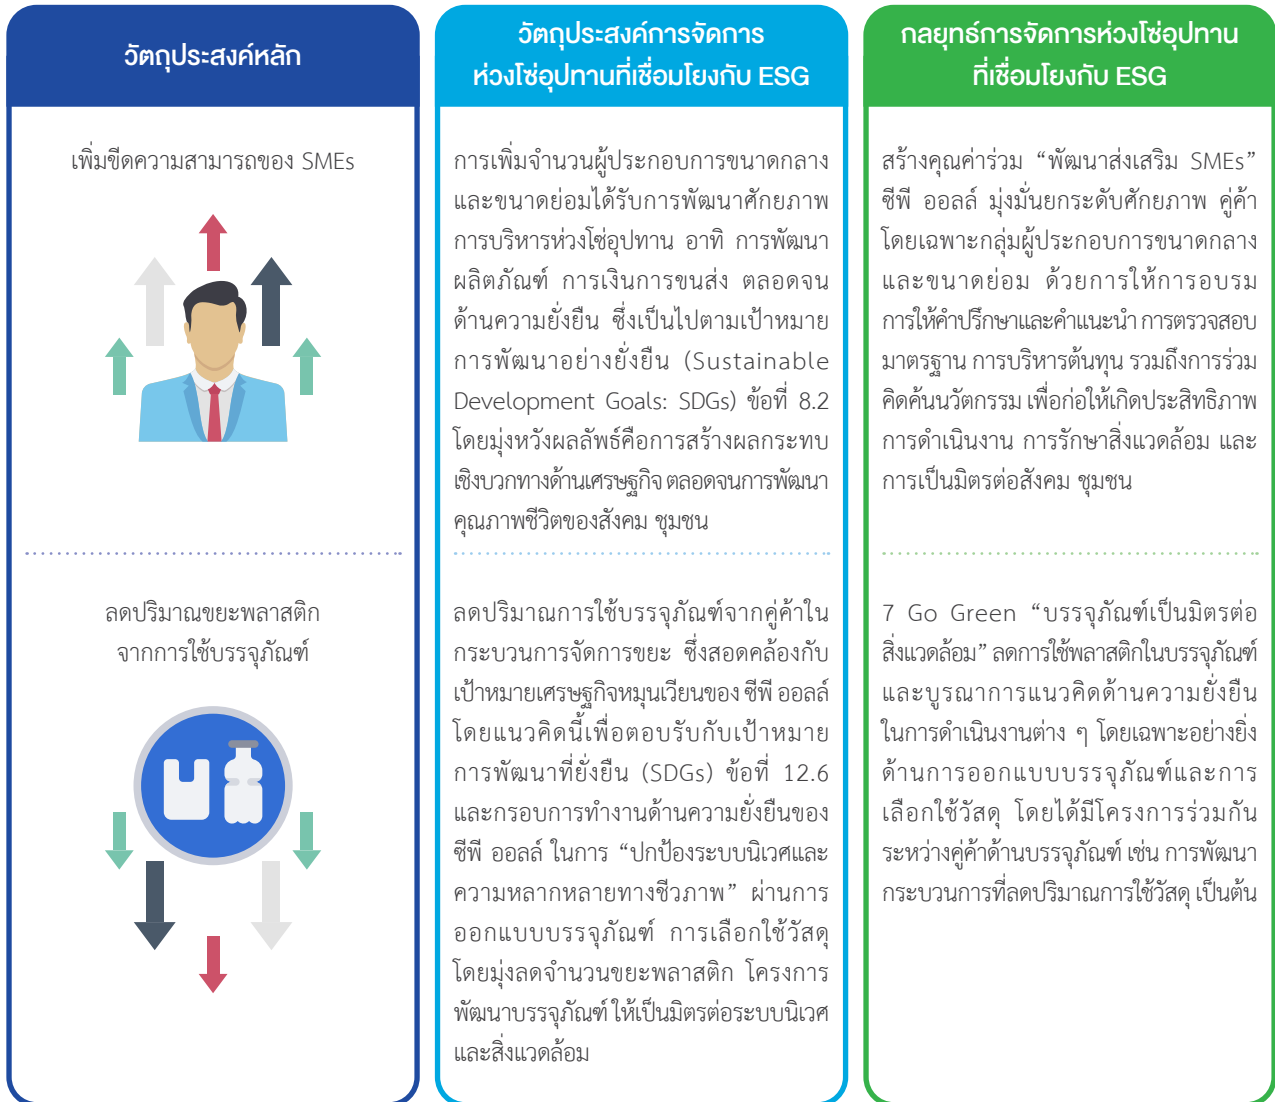 วัตถุประสงค์หลัก
เพิ่มขีดความสามารถของ SMEs
ลดปริมาณขยะพลาสติก
จากการใช้บรรจุภัณฑ์
วัตถุประสงค์การจัดการ
ห่วงโซ่อุปทานที่เชื่อมโยงกับ ESG
การเพิ่มจำนวนผู้ประกอบการขนาดกลาง
และขนาดย่อมได้รับการพัฒนาศักยภาพ
การบริหารห่วงโซ่อุปทาน อาทิ การพัฒนา
ผลิตภัณฑ์ การเงินการขนส่ง ตลอดจน
ด้านความยั่งยืน ซึ่งเป็นไปตามเป้าหมาย
การพัฒนาอย่างยั่งยืน (Sustainable
Development Goals: SDGs) ข้อที่ 8.2
โดยมุ่งหวังผลลัพธ์คือการสร้างผลกระทบ
เชิงบวกทางด้านเศรษฐกิจ ตลอดจนการพัฒนา
คุณภาพชีวิตของสังคม ชุมชน
ลดปริมาณการใช้บรรจุภัณฑ์จากคู่ค้าใน
กระบวนการจัดการขยะ ซึ่งสอดคล้องกับ
เป้าหมายเศรษฐกิจหมุนเวียนของ ซีพี ออลล์
โดยแนวคิดนี้เพื่อตอบรับกับเป้าหมาย
การพัฒนาที่ยั่งยืน (SDGs) ข้อที่ 12.6
และกรอบการทำงานด้านความยั่งยืนของ
ซีพี ออลล์ ในการ “ปกป้องระบบนิเวศและ
ความหลากหลายทางชีวภาพ” ผ่านการ
ออกแบบบรรจุภัณฑ์ การเลือกใช้วัสดุ
โดยมุ่งลดจำนวนขยะพลาสติก โครงการ
พัฒนาบรรจุภัณฑ์ ให้เป็นมิตรต่อระบบนิเวศ
และสิ่งแวดล้อม
กลยุทธ์การจัดการห่วงโซ่อุปทาน
ที่เชื่อมโยงกับ ESG
สร้างคุณค่าร่วม “พัฒนาส่งเสริม SMEs”
ซีพี ออลล์ มุ่งมั่นยกระดับศักยภาพ คู่ค้า
โดยเฉพาะกลุ่มผู้ประกอบการขนาดกลาง
และขนาดย่อม ด้วยการให้การอบรม
การให้คำปรึกษาและคำแนะนำ การตรวจสอบ
มาตรฐาน การบริหารต้นทุน รวมถึงการร่วม
คิดค้นนวัตกรรม เพื่อก่อให้เกิดประสิทธิภาพ
การดำเนินงาน การรักษาสิ่งแวดล้อม และ
การเป็นมิตรต่อสังคม ชุมชน
7 Go Green “บรรจุภัณฑ์เป็นมิตรต่อ
สิ่งแวดล้อม” ลดการใช้พลาสติกในบรรจุภัณฑ์
และบูรณาการแนวคิดด้านความยั่งยืน
ในการดำเนินงานต่าง ๆ โดยเฉพาะอย่างยิ่ง
ด้านการออกแบบบรรจุภัณฑ์และการ
เลือกใช้วัสดุ โดยได้มีโครงการร่วมกัน
ระหว่างคู่ค้าด้านบรรจุภัณฑ์ เช่น การพัฒนา
กระบวนการที่ลดปริมาณการใช้วัสดุ เป็นต้น